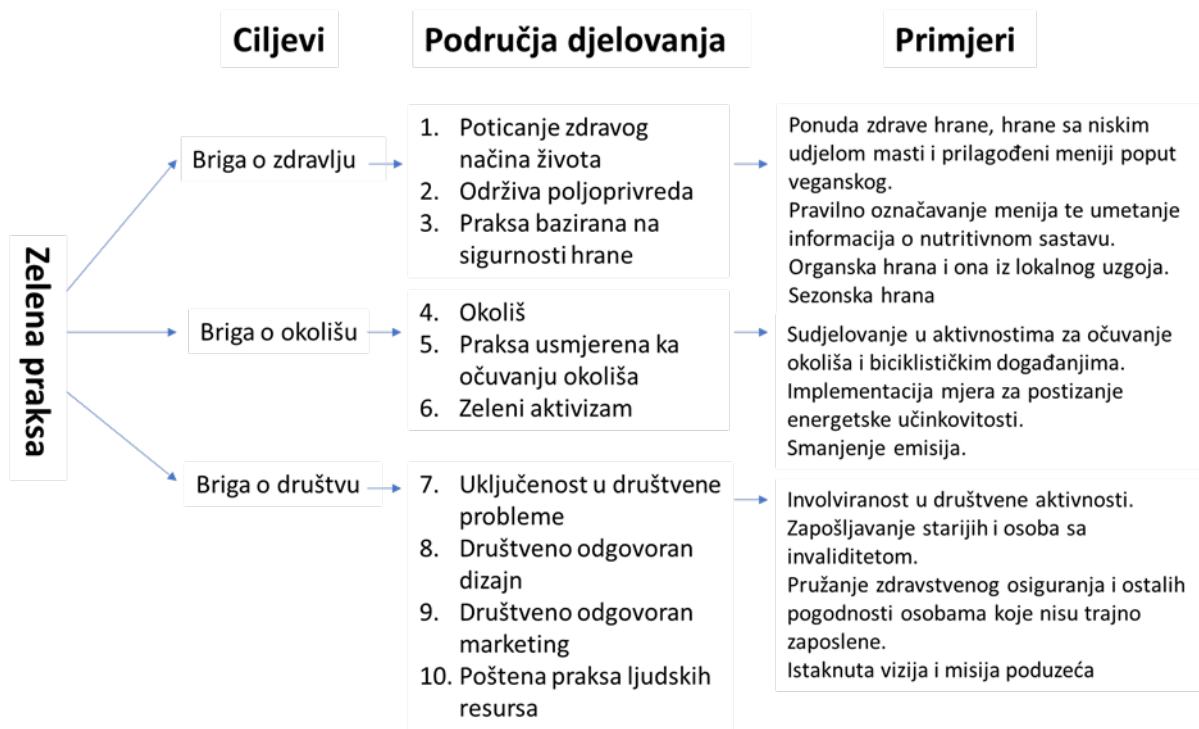 Ciljevi
Područja djelovanja
Primjeri
Zelena praksa
Briga o zdravlju
1. Poticanje zdravog
načina života
2. Održiva poljoprivreda
3. Praksa bazirana na
sigurnosti hrane
Ponuda zdrave hrane, hrane sa niskim
udjelom masti i prilagođeni meniji poput
veganskog.
Pravilno označavanje menija te umetanje
informacija o nutritivnom sastavu.
Organska hrana i ona iz lokalnog uzgoja.
Sezonska hrana
Briga o okolišu
4. Okoliš
5. Praksa usmjerena ka
očuvanju okoliša
6. Zeleni aktivizam
Sudjelovanje u aktivnostima za očuvanje
okoliša i biciklističkim događanjima.
Implementacija mjera za postizanje
energetske učinkovitosti.
Smanjenje emisija.
Briga o društvu
7. Uključenost u društvene
probleme
8. Društveno odgovoran
dizajn
9. Društveno odgovoran
marketing
10. Poštena praksa ljudskih
resursa
Involviranost u društvene aktivnosti.
Zapošljavanje starijih i osoba sa
invaliditetom.
Pružanje zdravstvenog osiguranja i ostalih
pogodnosti osobama koje nisu trajno
zaposlene.
Istaknuta vizija i misija poduzeća